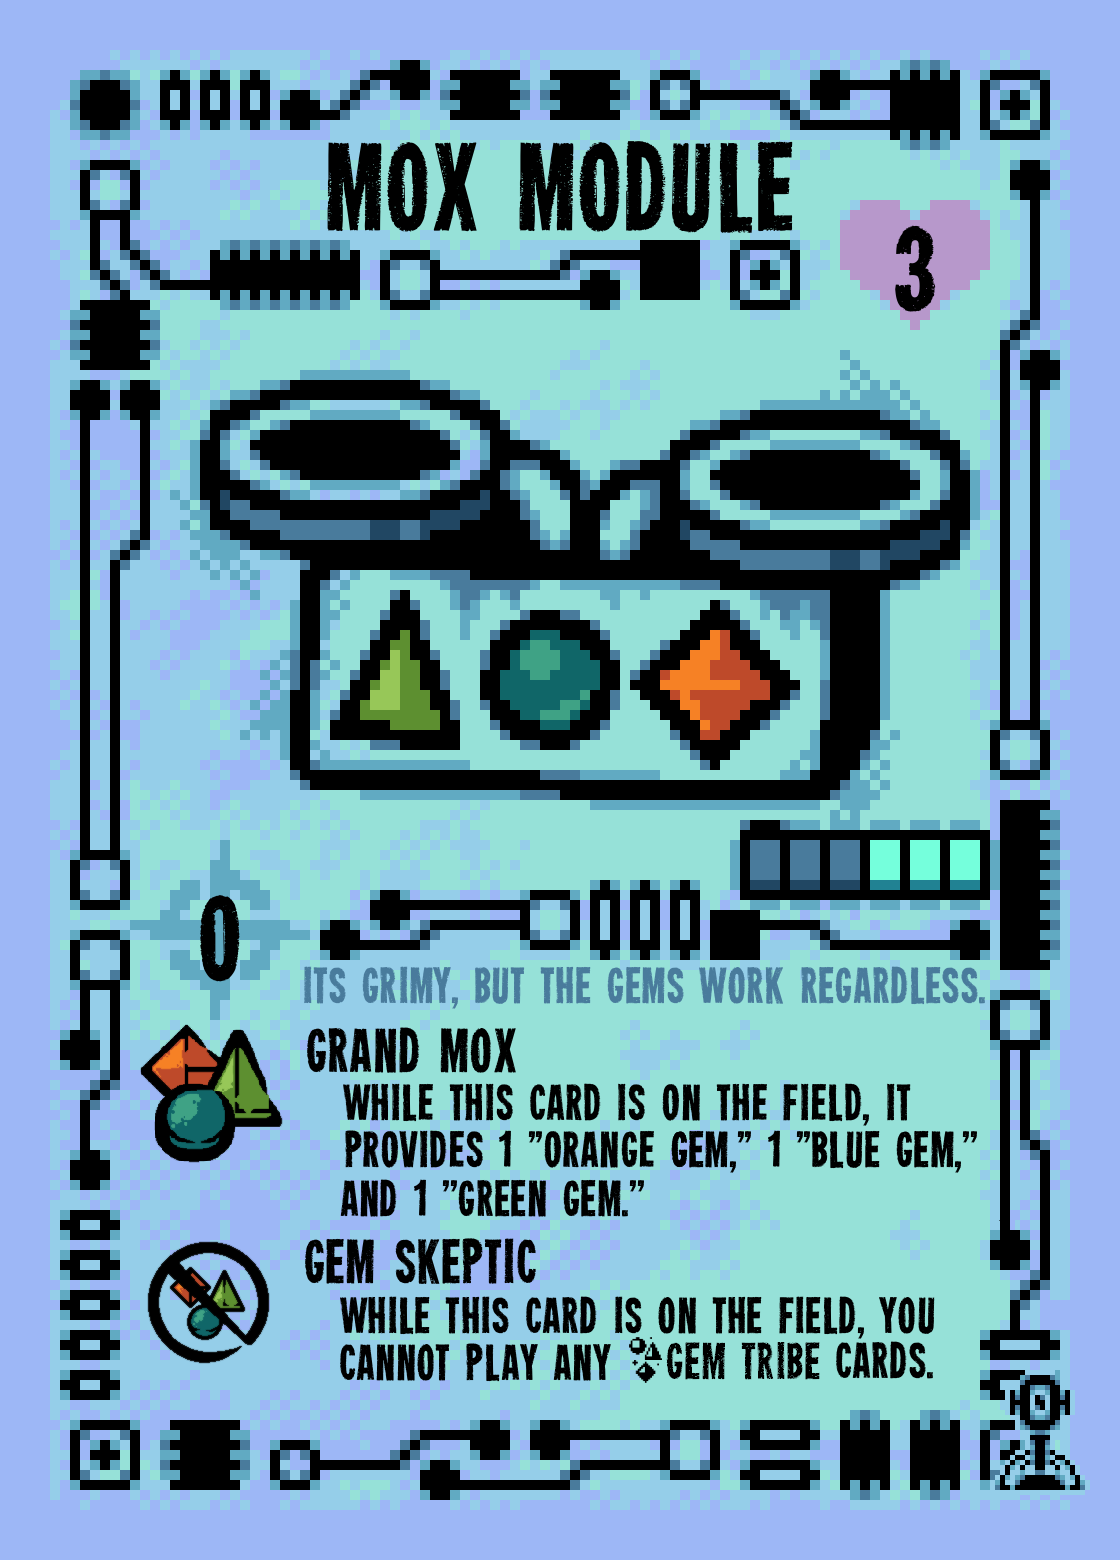 MOX MODULE
3
0
ITS GRIMY, BUT THE GEMS WORK REGARDLESS.
GRAND MOX
WHILE THIS CARD IS ON THE FIELD, IT
PROVIDES 1 "ORANGE GEM," 1 "BLUE GEM,"
AND 1 "GREEN GEM."
GEM SKEPTIC
WHILE THIS CARD IS ON THE FIELD, YOU
CANNOT PLAY ANY GEM TRIBE CARDS.